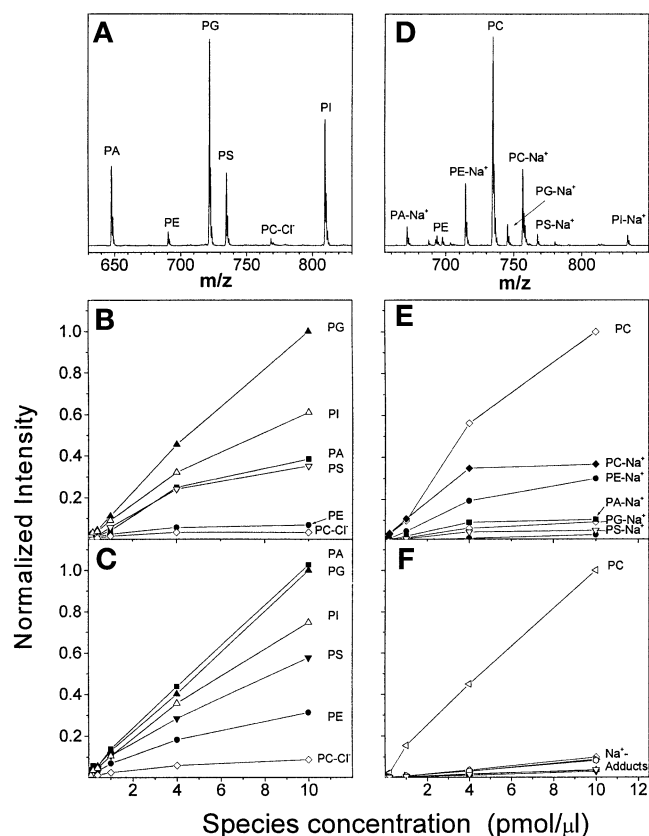 A
PG
PI
PA
PS
PE
PC-Cl⁻
650 700 750 800
m/z
D
PC
PC-Na⁺
PE-Na⁺
PG-Na⁺
PA-Na⁺
PE
PS-Na⁺
PI-Na⁺
700 750 800
m/z
Normalized Intensity
B
1.0
0.8
0.6
0.4
0.2
PG
PI
PA
PS
PE
PC-Cl⁻
E
PC
PC-Na⁺
PE-Na⁺
PA-Na⁺
PG-Na⁺
PS-Na⁺
C
1.0
0.8
0.6
0.4
0.2
PA
PG
PI
PS
PE
PC-Cl⁻
0 2 4 6 8 10
F
PC
Na⁺-
Adducts
0 2 4 6 8 10 12
Species concentration (pmol/µl)